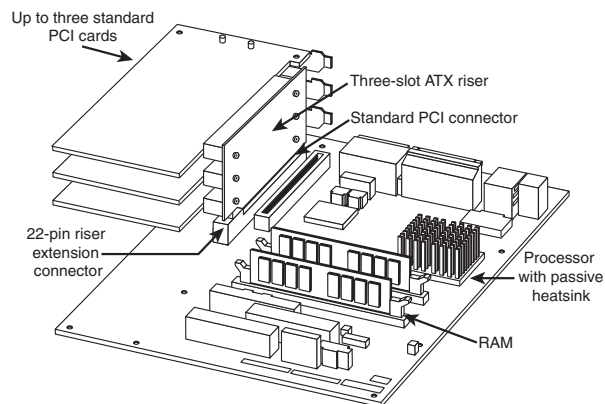 Up to three standard
PCI cards
Three-slot ATX riser
Standard PCI connector
22-pin riser
extension
connector
Processor
with passive
heatsink
RAM